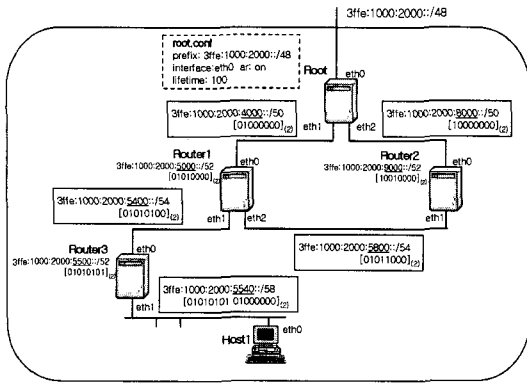 3ffe:1000:2000::/48
root.conf
prefix: 3ffe:1000:2000::/48
interface:eth0 ar: on
lifetime: 100
Root
eth0
3ffe:1000:2000:4000::/50
[01000000](2)
eth1
eth2
3ffe:1000:2000:8000::/50
[10000000](2)
Router1
3ffe:1000:2000:5000::/52
[01010000](2)
eth0
Router2
3ffe:1000:2000:9000::/52
[10010000](2)
eth0
3ffe:1000:2000:5400::/54
[01010100](2)
eth1
eth2
eth1
Router3
3ffe:1000:2000:5500::/52
[01010101](2)
eth0
3ffe:1000:2000:5800::/54
[01011000](2)
eth1
3ffe:1000:2000:5540::/58
[01010101 01000000](2)
Host1
eth0